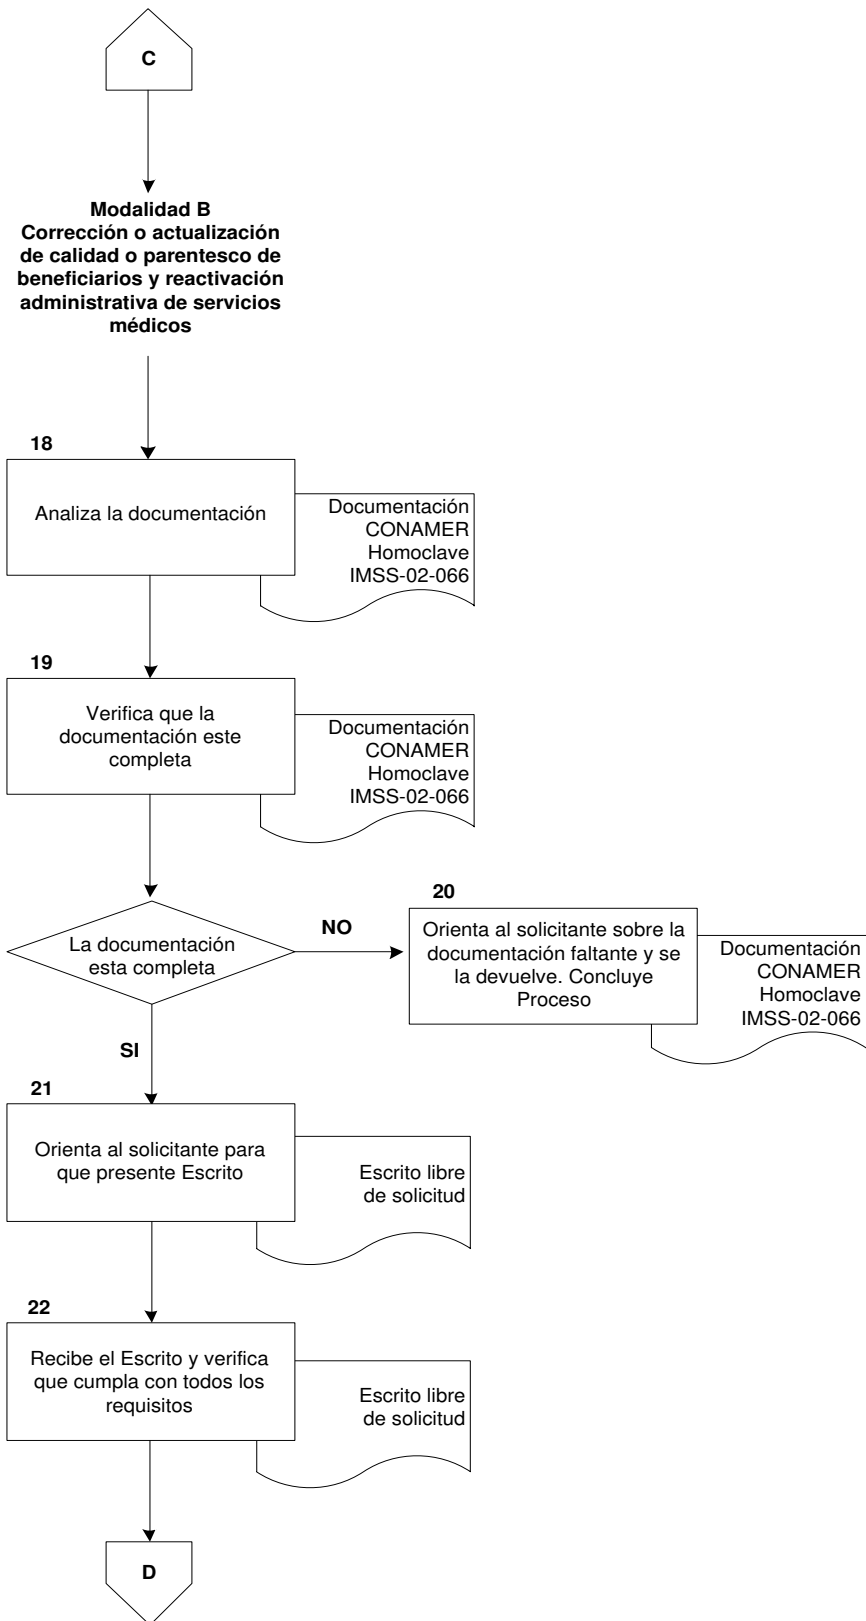 C
Modalidad B
Corrección o actualización
de calidad o parentesco de
beneficiarios y reactivación
administrativa de servicios
médicos
18
Analiza la documentación
Documentación
CONAMER
Homoclave
IMSS-02-066
19
Verifica que la
documentación este
completa
Documentación
CONAMER
Homoclave
IMSS-02-066
La documentación
esta completa
NO
20
Orienta al solicitante sobre la
documentación faltante y se
la devuelve. Concluye
Proceso
Documentación
CONAMER
Homoclave
IMSS-02-066
SI
21
Orienta al solicitante para
que presente Escrito
Escrito libre
de solicitud
22
Recibe el Escrito y verifica
que cumpla con todos los
requisitos
Escrito libre
de solicitud
D